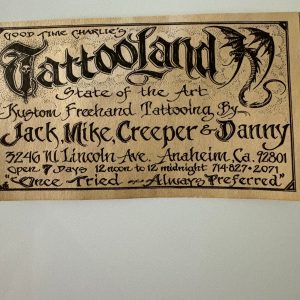 Good Time Charlie's
TattooLand
State of the Art
Kustom Freehand Tattooing By
Jack, Mike, Creeper & Danny
3246 W. Lincoln Ave. Anaheim, Ca. 92801
Open 7 Days 12 noon to 12 midnight 714-827-2071
"Once Tried Always Preferred"